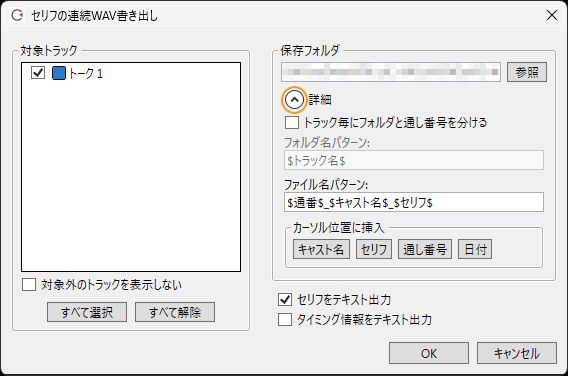 セリフの連続WAV書き出し
対象トラック
トーク 1
対象外のトラックを表示しない
すべて選択 すべて解除
保存フォルダ
参照
詳細
トラック毎にフォルダと通し番号を分ける
フォルダ名パターン:
$トラック名$
ファイル名パターン:
$通番$_$キャスト名$_$セリフ$
カーソル位置に挿入
キャスト名 セリフ 通し番号 日付
セリフをテキスト出力
タイミング情報をテキスト出力
OK キャンセル